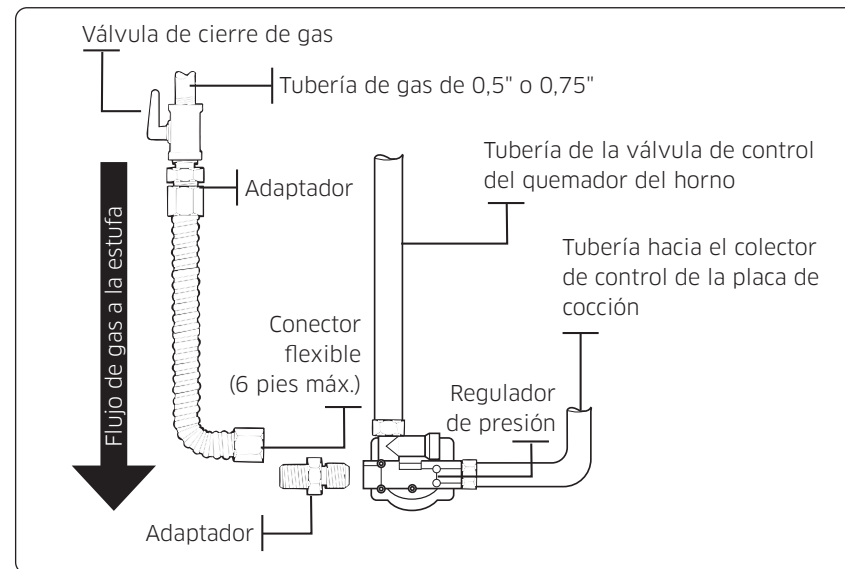 Válvula de cierre de gas
Tubería de gas de 0,5" o 0,75"
Adaptador
Flujo de gas a la estufa
Tubería de la válvula de control
del quemador del horno
Tubería hacia el colector
de control de la placa de
cocción
Conector
flexible
(6 pies máx.)
Regulador
de presión
Adaptador